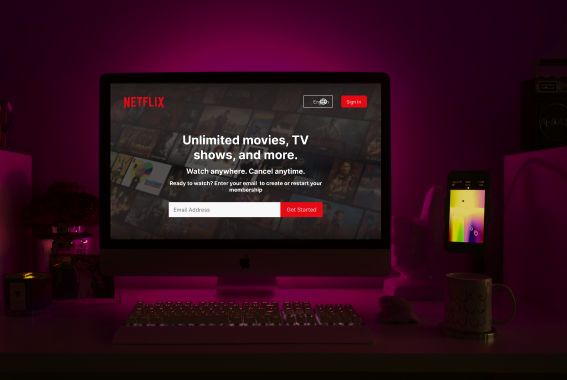 NETFLIX
English
Sign In
Unlimited movies, TV
shows, and more.
Watch anywhere. Cancel anytime.
Ready to watch? Enter your email to create or restart your
membership
Email Address
Get Started